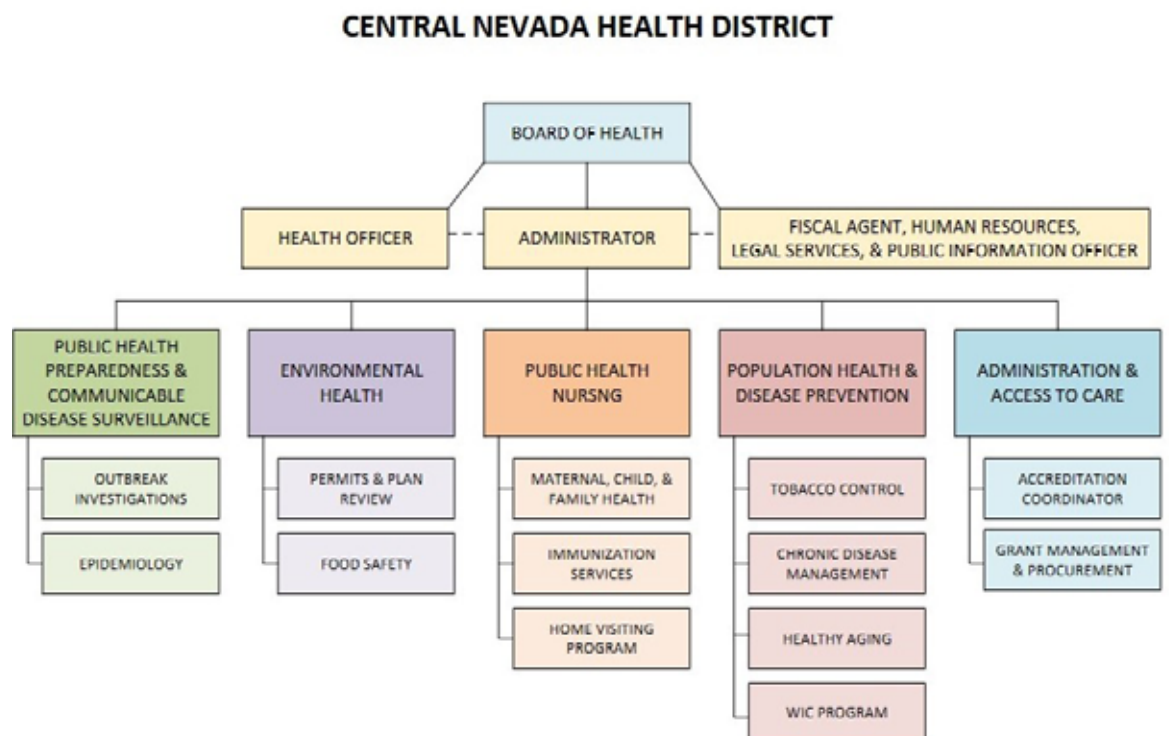 CENTRAL NEVADA HEALTH DISTRICT
BOARD OF HEALTH
HEALTH OFFICER
ADMINISTRATOR
FISCAL AGENT, HUMAN RESOURCES,
LEGAL SERVICES, & PUBLIC INFORMATION OFFICER
PUBLIC HEALTH
PREPAREDNESS &
COMMUNICABLE
DISEASE SURVEILLANCE
OUTBREAK
INVESTIGATIONS
EPIDEMIOLOGY
ENVIRONMENTAL
HEALTH
PERMITS & PLAN
REVIEW
FOOD SAFETY
PUBLIC HEALTH
NURSNG
MATERNAL, CHILD, &
FAMILY HEALTH
IMMUNIZATION
SERVICES
HOME VISITING
PROGRAM
POPULATION HEALTH &
DISEASE PREVENTION
TOBACCO CONTROL
CHRONIC DISEASE
MANAGEMENT
HEALTHY AGING
WIC PROGRAM
ADMINISTRATION &
ACCESS TO CARE
ACCREDITATION
COORDINATOR
GRANT MANAGEMENT
& PROCUREMENT